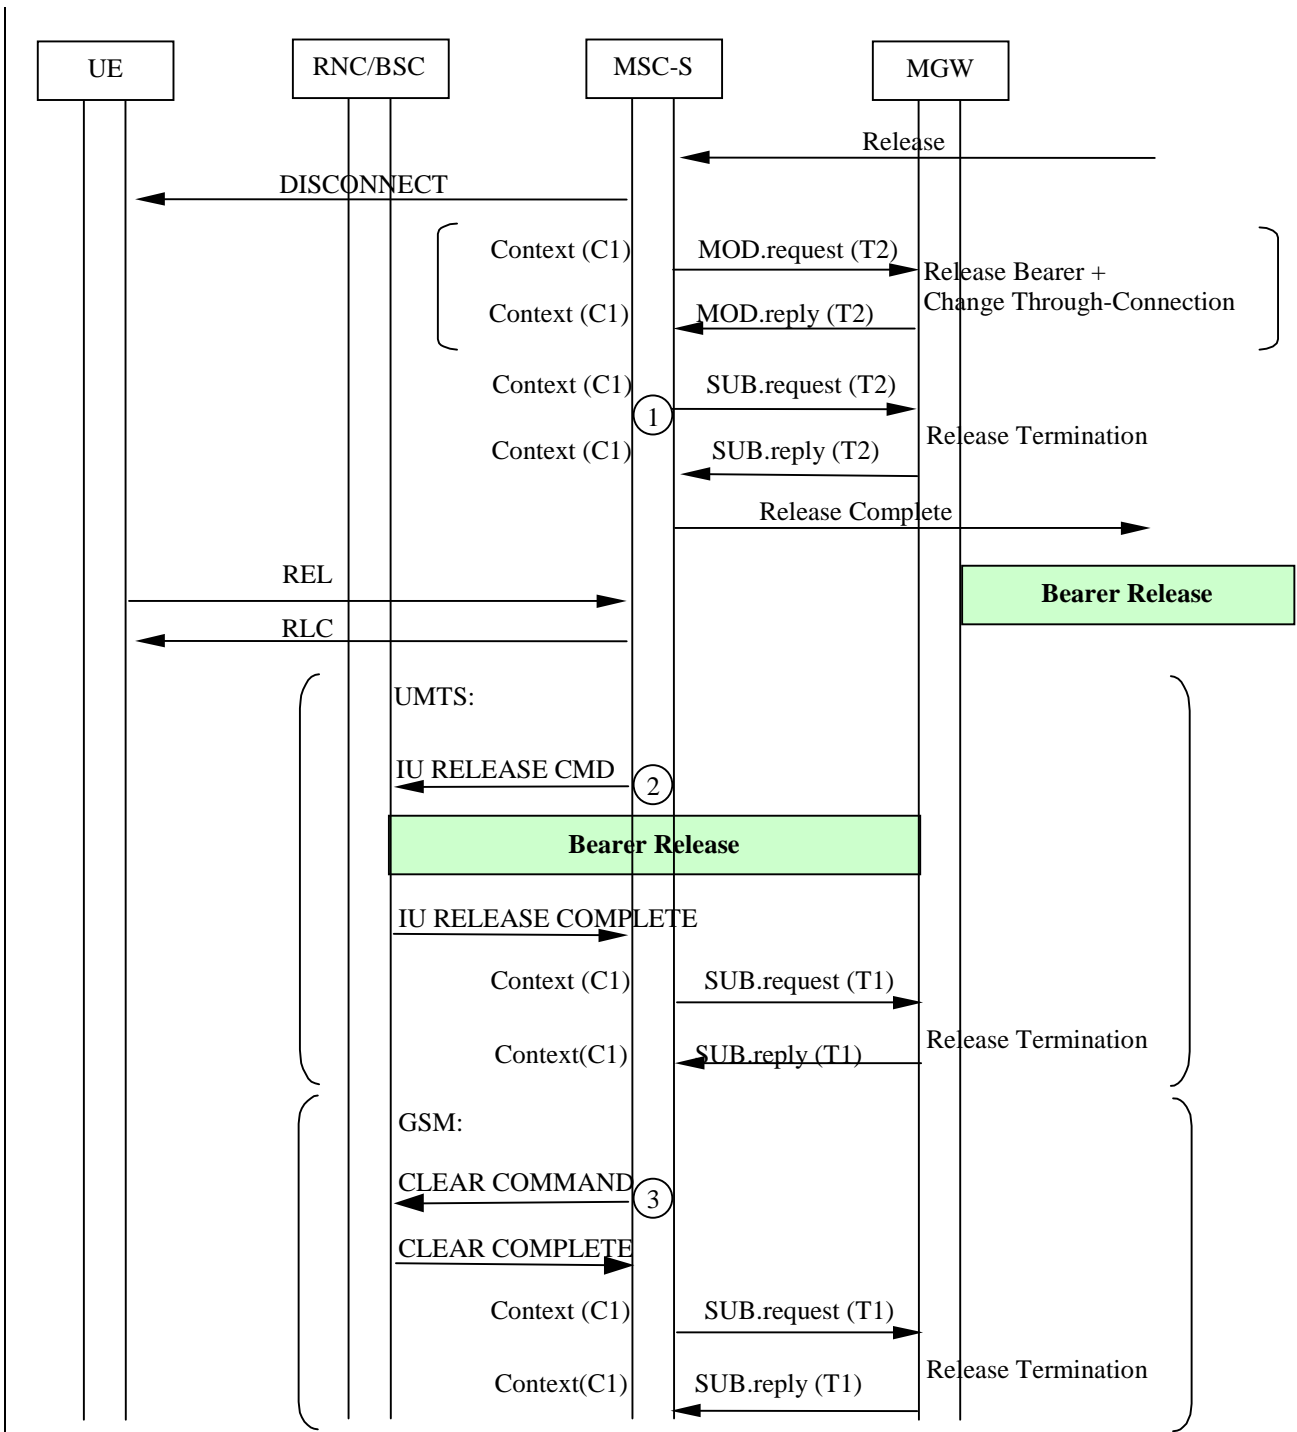 UE
RNC/BSC
MSC-S
MGW
Release
DISCONNECT
Context (C1)
MOD.request (T2)
Release Bearer +
Change Through-Connection
Context (C1)
MOD.reply (T2)
Context (C1)
SUB.request (T2)
1
Release Termination
Context (C1)
SUB.reply (T2)
Release Complete
REL
Bearer Release
RLC
UMTS:
IU RELEASE CMD
2
Bearer Release
IU RELEASE COMPLETE
Context (C1)
SUB.request (T1)
Release Termination
Context(C1)
SUB.reply (T1)
GSM:
CLEAR COMMAND
3
CLEAR COMPLETE
Context (C1)
SUB.request (T1)
Release Termination
Context(C1)
SUB.reply (T1)